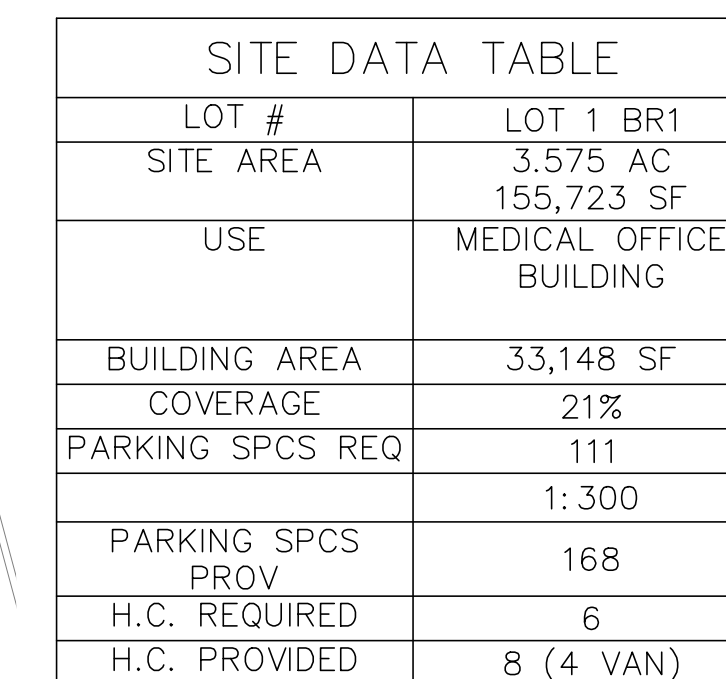 SITE DATA TABLE
LOT #
LOT 1 BR1
SITE AREA
3.575 AC
155,723 SF
USE
MEDICAL OFFICE
BUILDING
BUILDING AREA
33,148 SF
COVERAGE
21%
PARKING SPCS REQ
111
1:300
PARKING SPCS
PROV
168
H.C. REQUIRED
6
H.C. PROVIDED
8 (4 VAN)